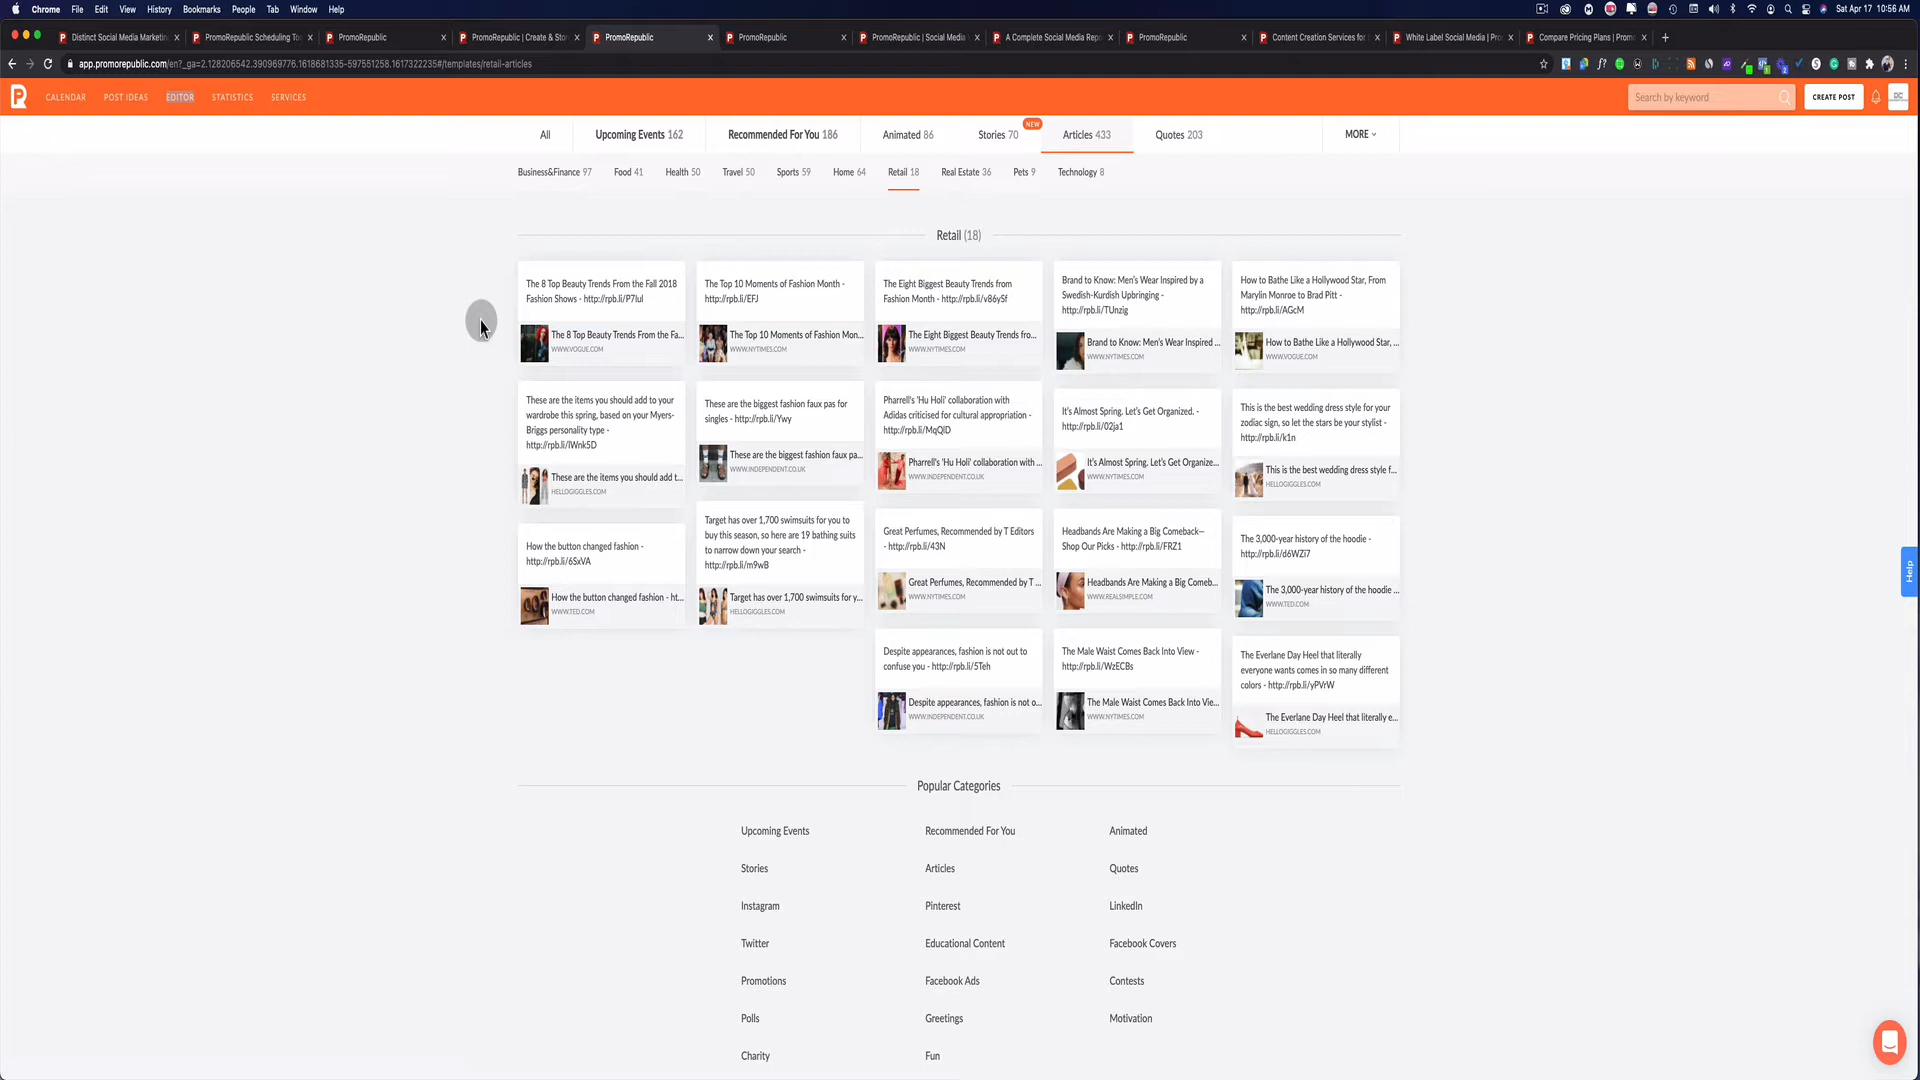 Chrome File Edit View History Bookmarks People Tab Window Help Sat Apr 17 10:56 AM
Distinct Social Media Marketin PromoRepublic Scheduling To PromoRepublic PromoRepublic | Create & Sto PromoRepublic PromoRepublic PromoRepublic | Social Media A Complete Social Media Repo PromoRepublic Content Creation Services for White Label Social Media | Pro Compare Pricing Plans | Promo
app.promorepublic.com/en?_ga=2.128206542.390969776.1618681335-597551258.1617322235#/templates/retail-articles
CALENDAR POST IDEAS EDITOR STATISTICS SERVICES Search by keyword CREATE POST
NEW
All Upcoming Events 162 Recommended For You 186 Animated 86 Stories 70 Articles 433 Quotes 203 MORE
Business&Finance 97 Food 41 Health 50 Travel 50 Sports 59 Home 64 Retail 18 Real Estate 36 Pets 9 Technology 8
Retail (18)
The 8 Top Beauty Trends From the Fall 2018
Fashion Shows - http://rpb.li/P7Iul
The 8 Top Beauty Trends From the Fa...
WWW.VOGUE.COM
The Top 10 Moments of Fashion Month -
http://rpb.li/EFJ
The Top 10 Moments of Fashion Mon...
WWW.NYTIMES.COM
The Eight Biggest Beauty Trends from
Fashion Month - http://rpb.li/v86ySf
The Eight Biggest Beauty Trends fro...
WWW.NYTIMES.COM
Brand to Know: Men's Wear Inspired by a
Swedish-Kurdish Upbringing -
http://rpb.li/TUnzig
Brand to Know: Men's Wear Inspired ...
WWW.NYTIMES.COM
How to Bathe Like a Hollywood Star, From
Marylin Monroe to Brad Pitt -
http://rpb.li/AGcM
How to Bathe Like a Hollywood Star, ...
WWW.VOGUE.COM
These are the items you should add to your
wardrobe this spring, based on your Myers-
Briggs personality type -
http://rpb.li/IWnk5D
These are the items you should add t...
HELLOGIGGLES.COM
These are the biggest fashion faux pas for
singles - http://rpb.li/Ywy
These are the biggest fashion faux pa...
WWW.INDEPENDENT.CO.UK
Pharrell's 'Hu Holi' collaboration with
Adidas criticised for cultural appropriation -
http://rpb.li/MqQlD
Pharrell's 'Hu Holi' collaboration with ...
WWW.INDEPENDENT.CO.UK
It's Almost Spring. Let's Get Organized. -
http://rpb.li/02ja1
It's Almost Spring. Let's Get Organize...
WWW.NYTIMES.COM
This is the best wedding dress style for your
zodiac sign, so let the stars be your stylist -
http://rpb.li/k1n
This is the best wedding dress style f...
HELLOGIGGLES.COM
How the button changed fashion -
http://rpb.li/6SxVA
How the button changed fashion - ht...
WWW.TED.COM
Target has over 1,700 swimsuits for you to
buy this season, so here are 19 bathing suits
to narrow down your search -
http://rpb.li/m9wB
Target has over 1,700 swimsuits for y...
HELLOGIGGLES.COM
Great Perfumes, Recommended by T Editors
- http://rpb.li/43N
Great Perfumes, Recommended by T ...
WWW.NYTIMES.COM
Headbands Are Making a Big Comeback—
Shop Our Picks - http://rpb.li/FRZ1
Headbands Are Making a Big Comeb...
WWW.REALSIMPLE.COM
The 3,000-year history of the hoodie -
http://rpb.li/d6WZi7
The 3,000-year history of the hoodie ...
WWW.TED.COM
Despite appearances, fashion is not out to
confuse you - http://rpb.li/5Teh
Despite appearances, fashion is not o...
WWW.INDEPENDENT.CO.UK
The Male Waist Comes Back Into View -
http://rpb.li/WzECBs
The Male Waist Comes Back Into Vie...
WWW.NYTIMES.COM
The Everlane Day Heel that literally
everyone wants comes in so many different
colors - http://rpb.li/yPVrW
The Everlane Day Heel that literally e...
HELLOGIGGLES.COM
Help
Popular Categories
Upcoming Events Recommended For You Animated
Stories Articles Quotes
Instagram Pinterest LinkedIn
Twitter Educational Content Facebook Covers
Promotions Facebook Ads Contests
Polls Greetings Motivation
Charity Fun